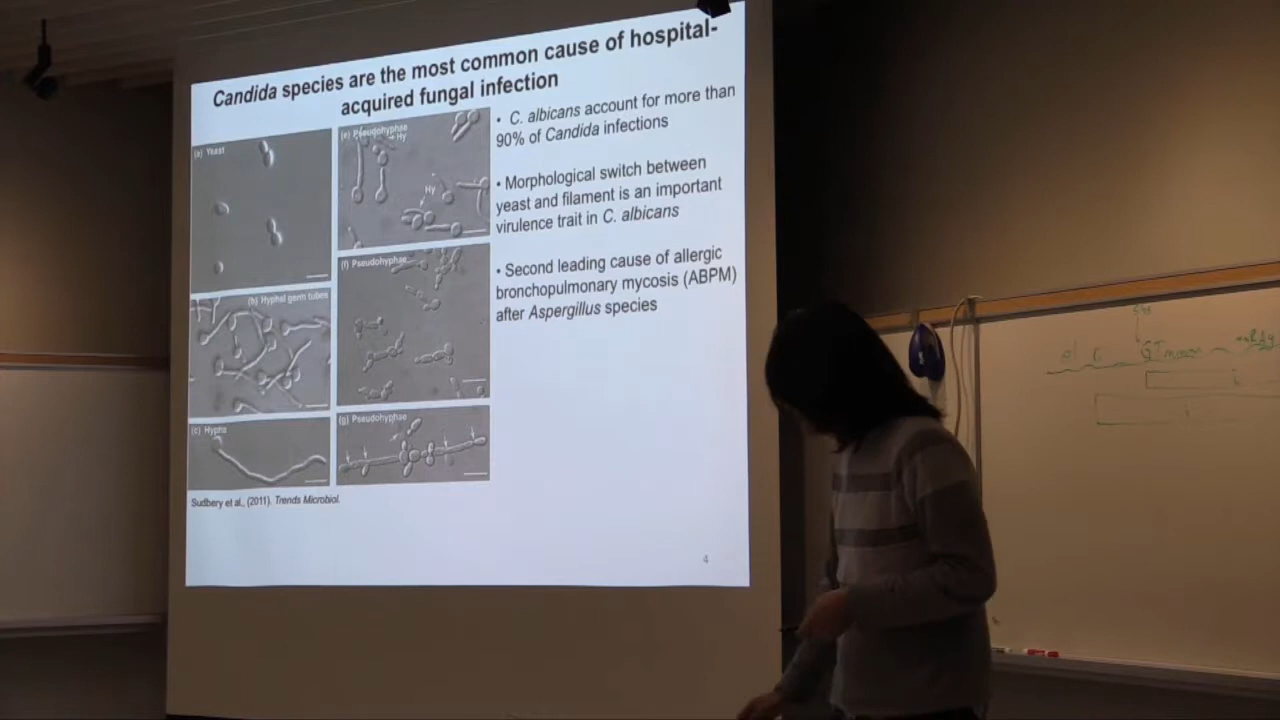 Candida species are the most common cause of hospital-
acquired fungal infection
(a) Yeast
(b) Hyphal germ tubes
(c) Hypha
(e) Pseudohyphae
Hy
Hy
(f) Pseudohyphae
(g) Pseudohyphae
• C. albicans account for more than
90% of Candida infections
• Morphological switch between
yeast and filament is an important
virulence trait in C. albicans
• Second leading cause of allergic
bronchopulmonary mycosis (ABPM)
after Aspergillus species
Sudbery et al., (2011). Trends Microbiol.
4